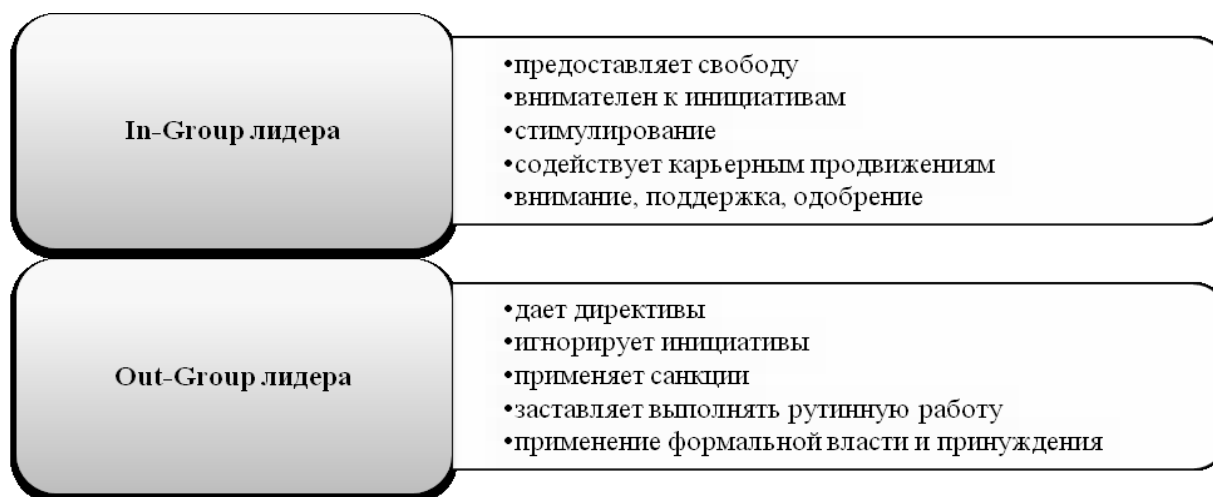 In-Group лидера
•предоставляет свободу
•внимателен к инициативам
•стимулирование
•содействует карьерным продвижениям
•внимание, поддержка, одобрение
Out-Group лидера
•дает директивы
•игнорирует инициативы
•применяет санкции
•заставляет выполнять рутинную работу
•применение формальной власти и принуждения